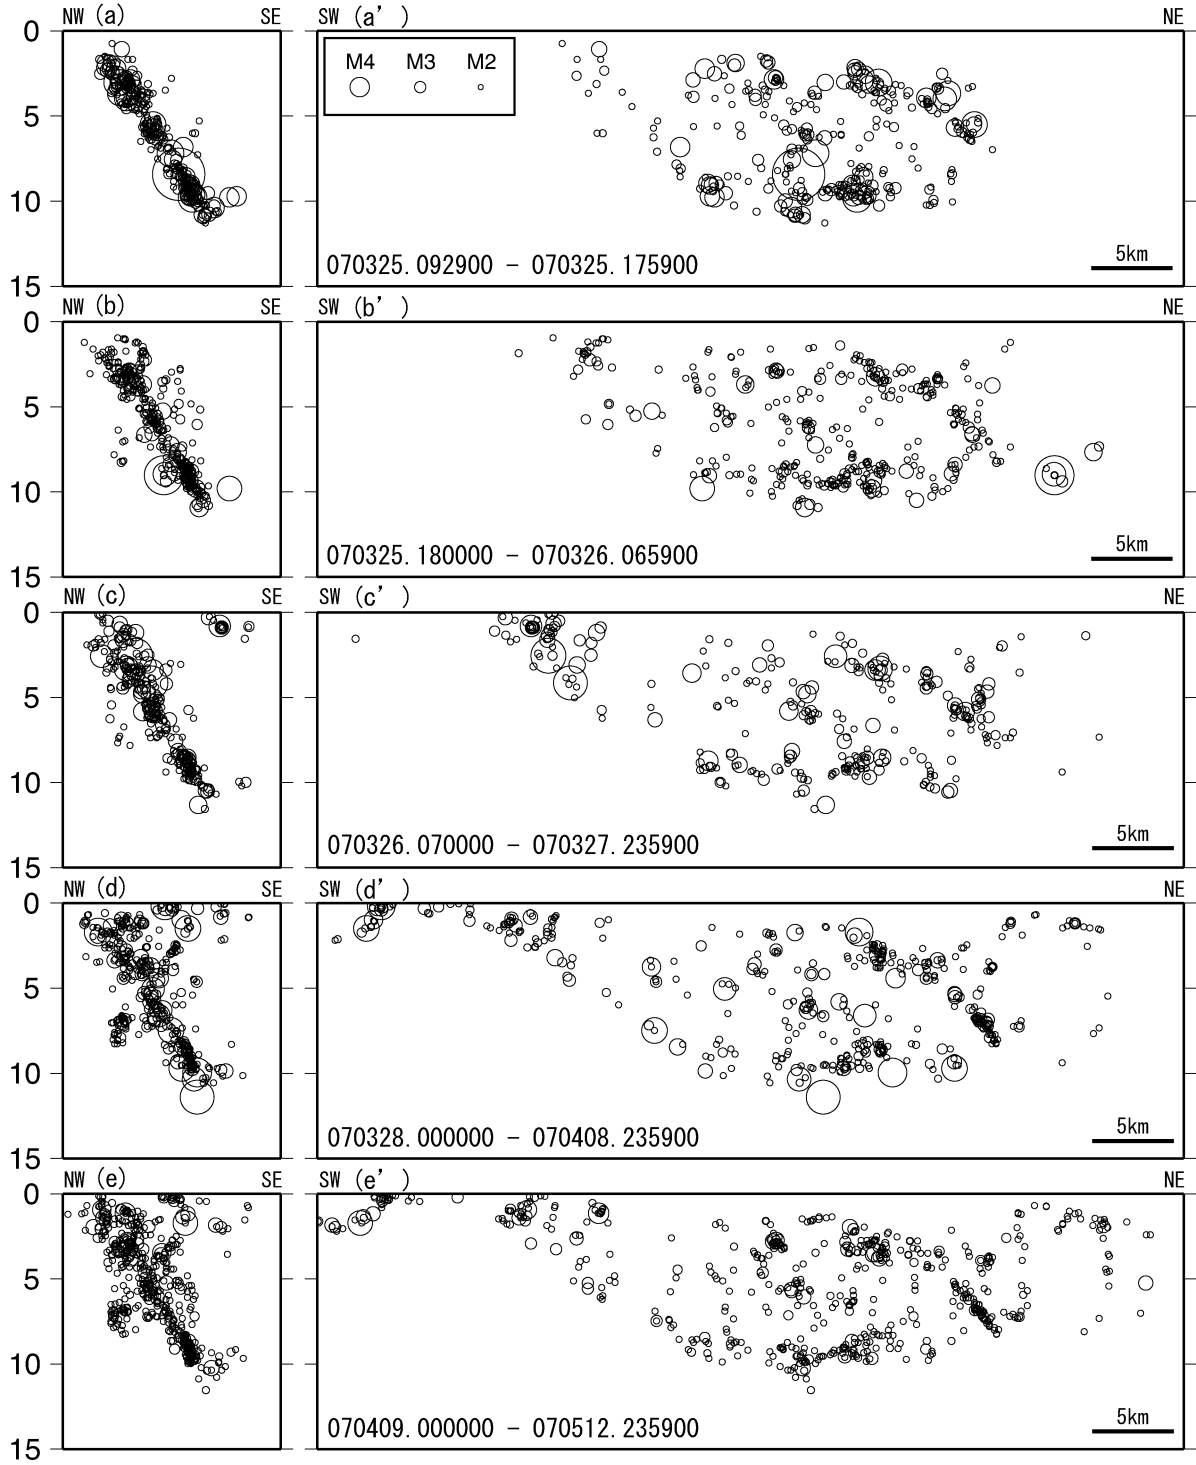 NW (a) SE SW (a') NE
0
M4 M3 M2
5
10
5km
070325.092900 - 070325.175900
15
NW (b) SE SW (b') NE
0
5
10
5km
070325.180000 - 070326.065900
15
NW (c) SE SW (c') NE
0
5
10
5km
070326.070000 - 070327.235900
15
NW (d) SE SW (d') NE
0
5
10
5km
070328.000000 - 070408.235900
15
NW (e) SE SW (e') NE
0
5
10
5km
070409.000000 - 070512.235900
15